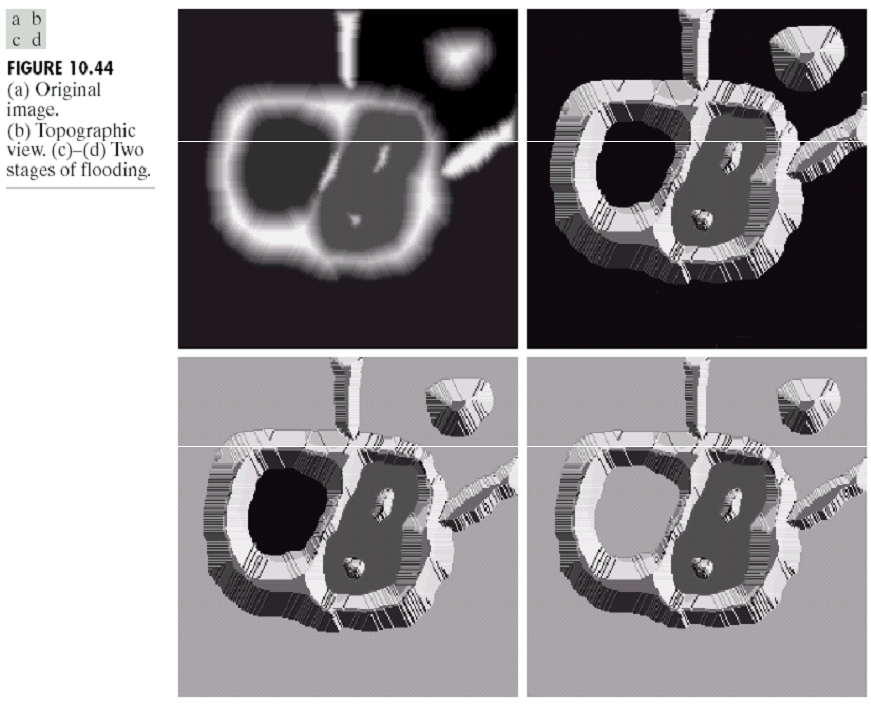 a b
c d
FIGURE 10.44
(a) Original
image.
(b) Topographic
view. (c)–(d) Two
stages of flooding.